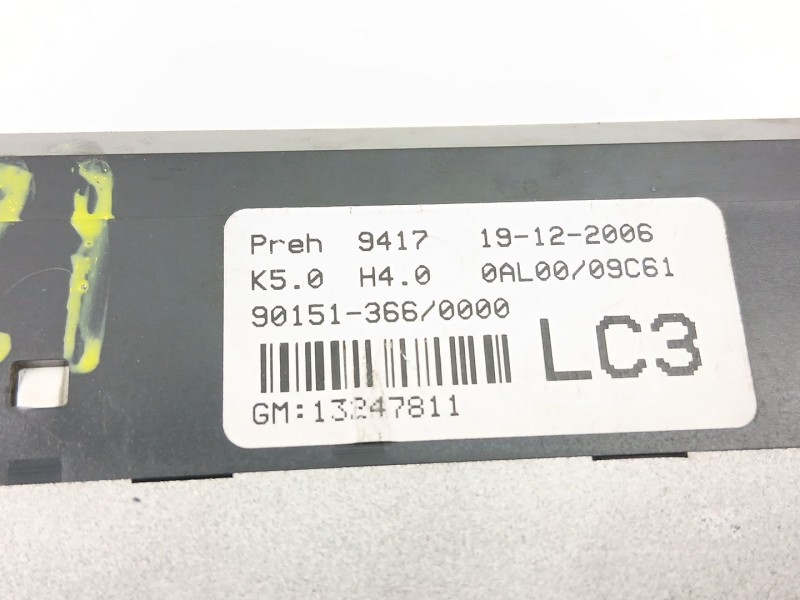 Preh 9417 19-12-2006
K5.0 H4.0 0AL00/09C61
90151-366/0000
LC3
GM:13247811